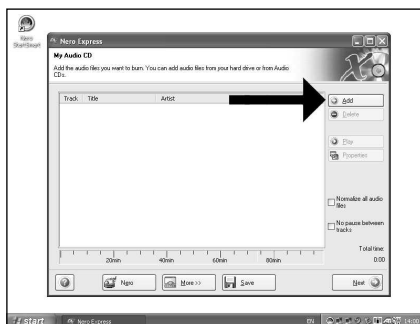 Nero
StartSmart
Nero Express
My Audio CD
Add the audio files you want to burn. You can add audio files from your hard drive or from Audio
CDs.
Track Title Artist
Add
Delete
Play
Properties
Normalize all audio
files
No pause between
tracks
Total time:
0:00
20min 40min 60min 80min
Nero
More >>
Save
Next
start
Nero Express
EN
14:00